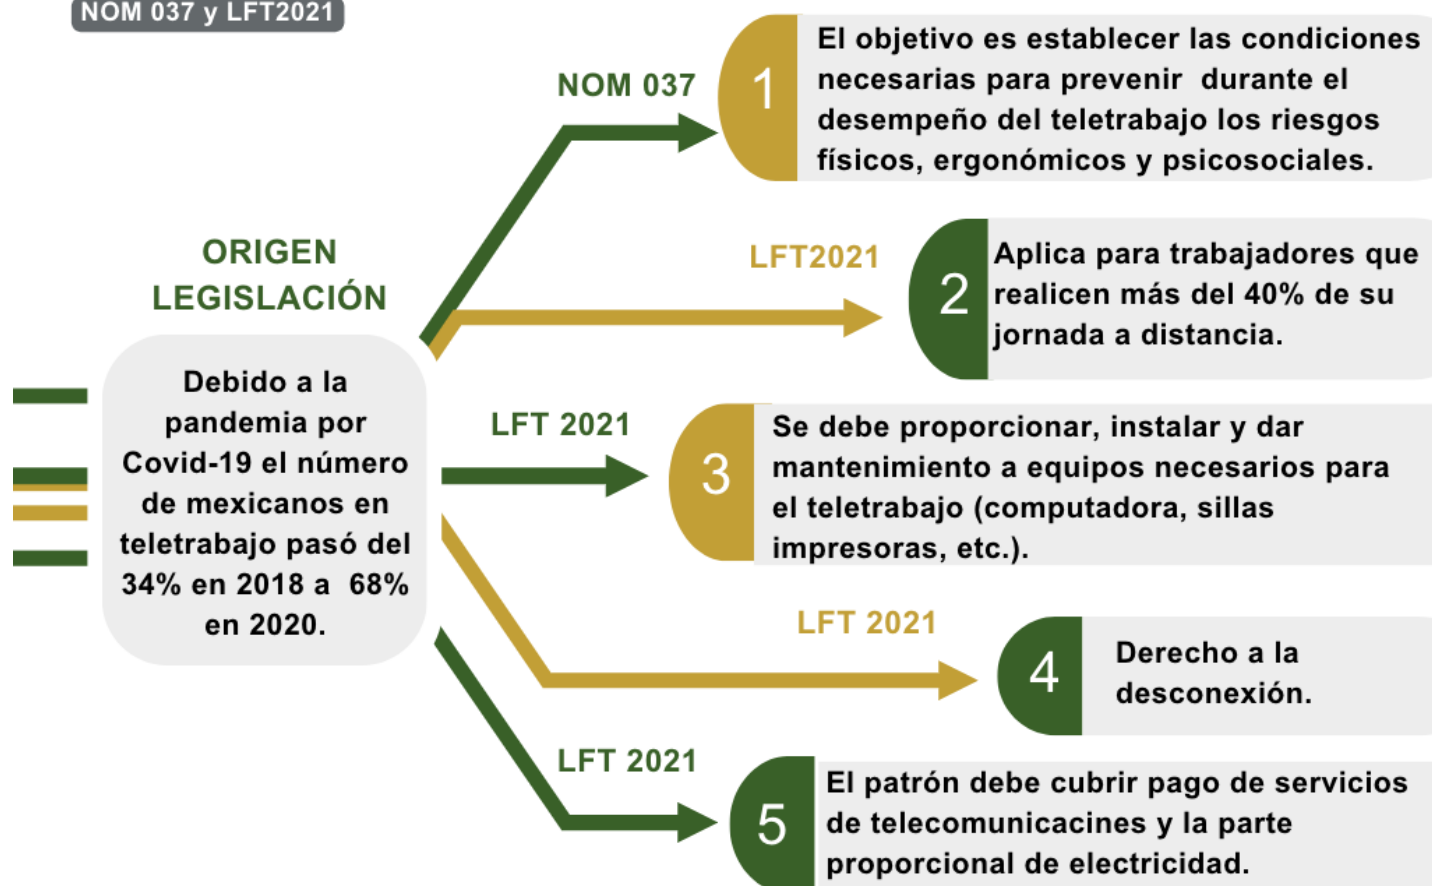 NOM 037 y LFT2021
ORIGEN
LEGISLACIÓN
Debido a la
pandemia por
Covid-19 el número
de mexicanos en
teletrabajo pasó del
34% en 2018 a 68%
en 2020.
NOM 037
1
El objetivo es establecer las condiciones
necesarias para prevenir durante el
desempeño del teletrabajo los riesgos
físicos, ergonómicos y psicosociales.
LFT2021
2
Aplica para trabajadores que
realicen más del 40% de su
jornada a distancia.
LFT 2021
3
Se debe proporcionar, instalar y dar
mantenimiento a equipos necesarios para
el teletrabajo (computadora, sillas
impresoras, etc.).
LFT 2021
4
Derecho a la
desconexión.
LFT 2021
5
El patrón debe cubrir pago de servicios
de telecomunicacines y la parte
proporcional de electricidad.